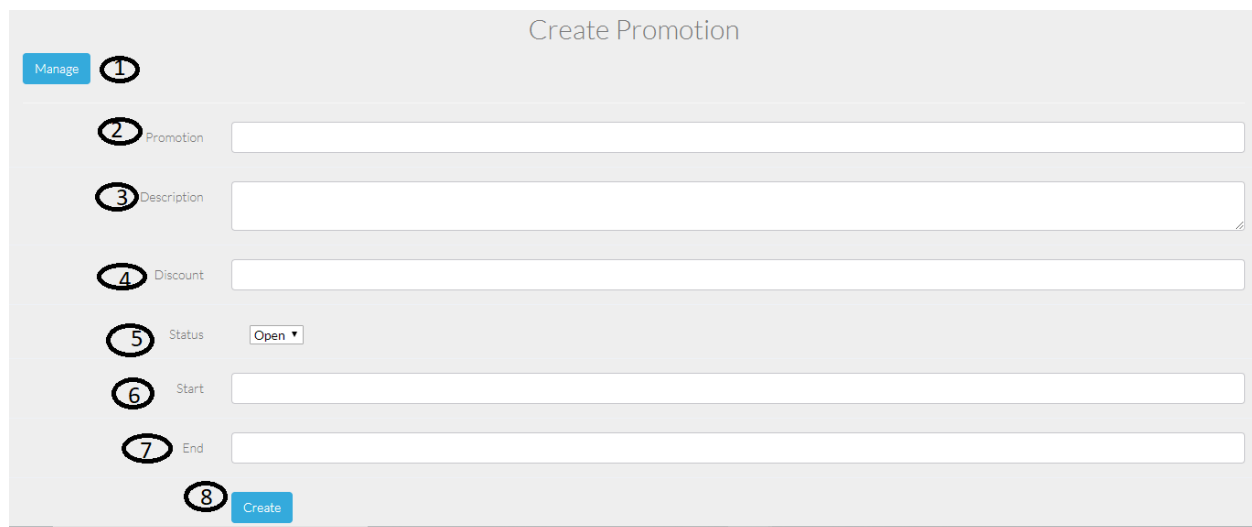 Create Promotion
Manage 1
2 Promotion
3 Description
4 Discount
5 Status Open
6 Start
7 End
8 Create